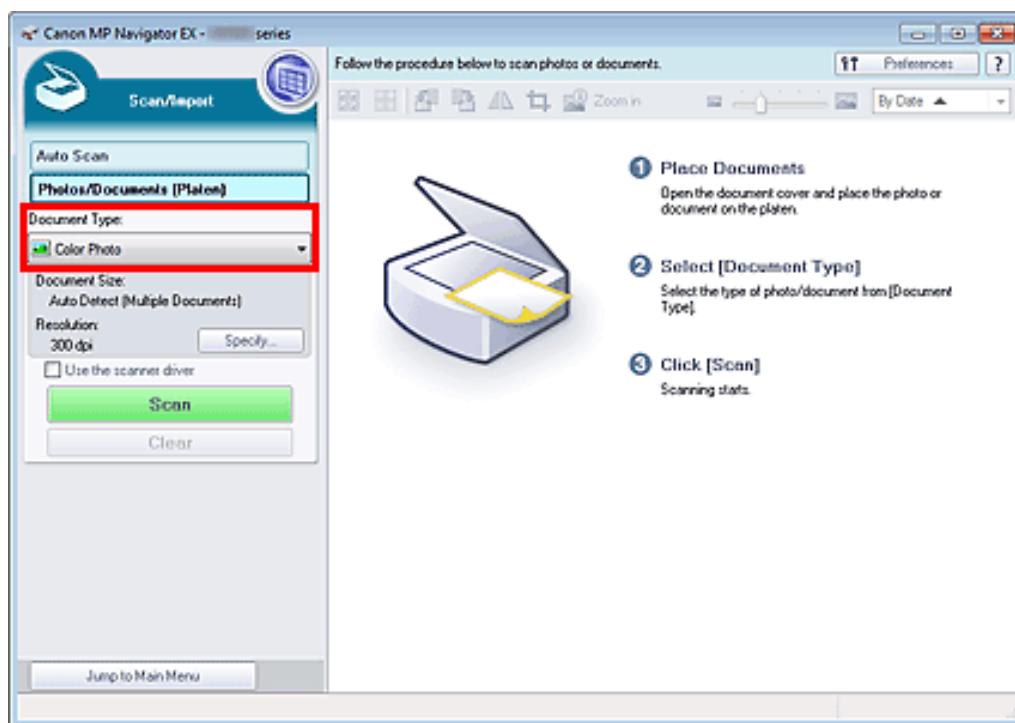 Canon MP Navigator EX - series
Scan/Import
Auto Scan
Photos/Documents (Platen)
Document Type:
Color Photo
Document Size:
Auto Detect (Multiple Documents)
Resolution:
300 dpi
Specify...
Use the scanner driver
Scan
Clear
Jump to Main Menu
Follow the procedure below to scan photos or documents.
Preferences
?
Zoom in
By Date
1 Place Documents
Open the document cover and place the photo or
document on the platen.
2 Select [Document Type]
Select the type of photo/document from [Document
Type].
3 Click [Scan]
Scanning starts.